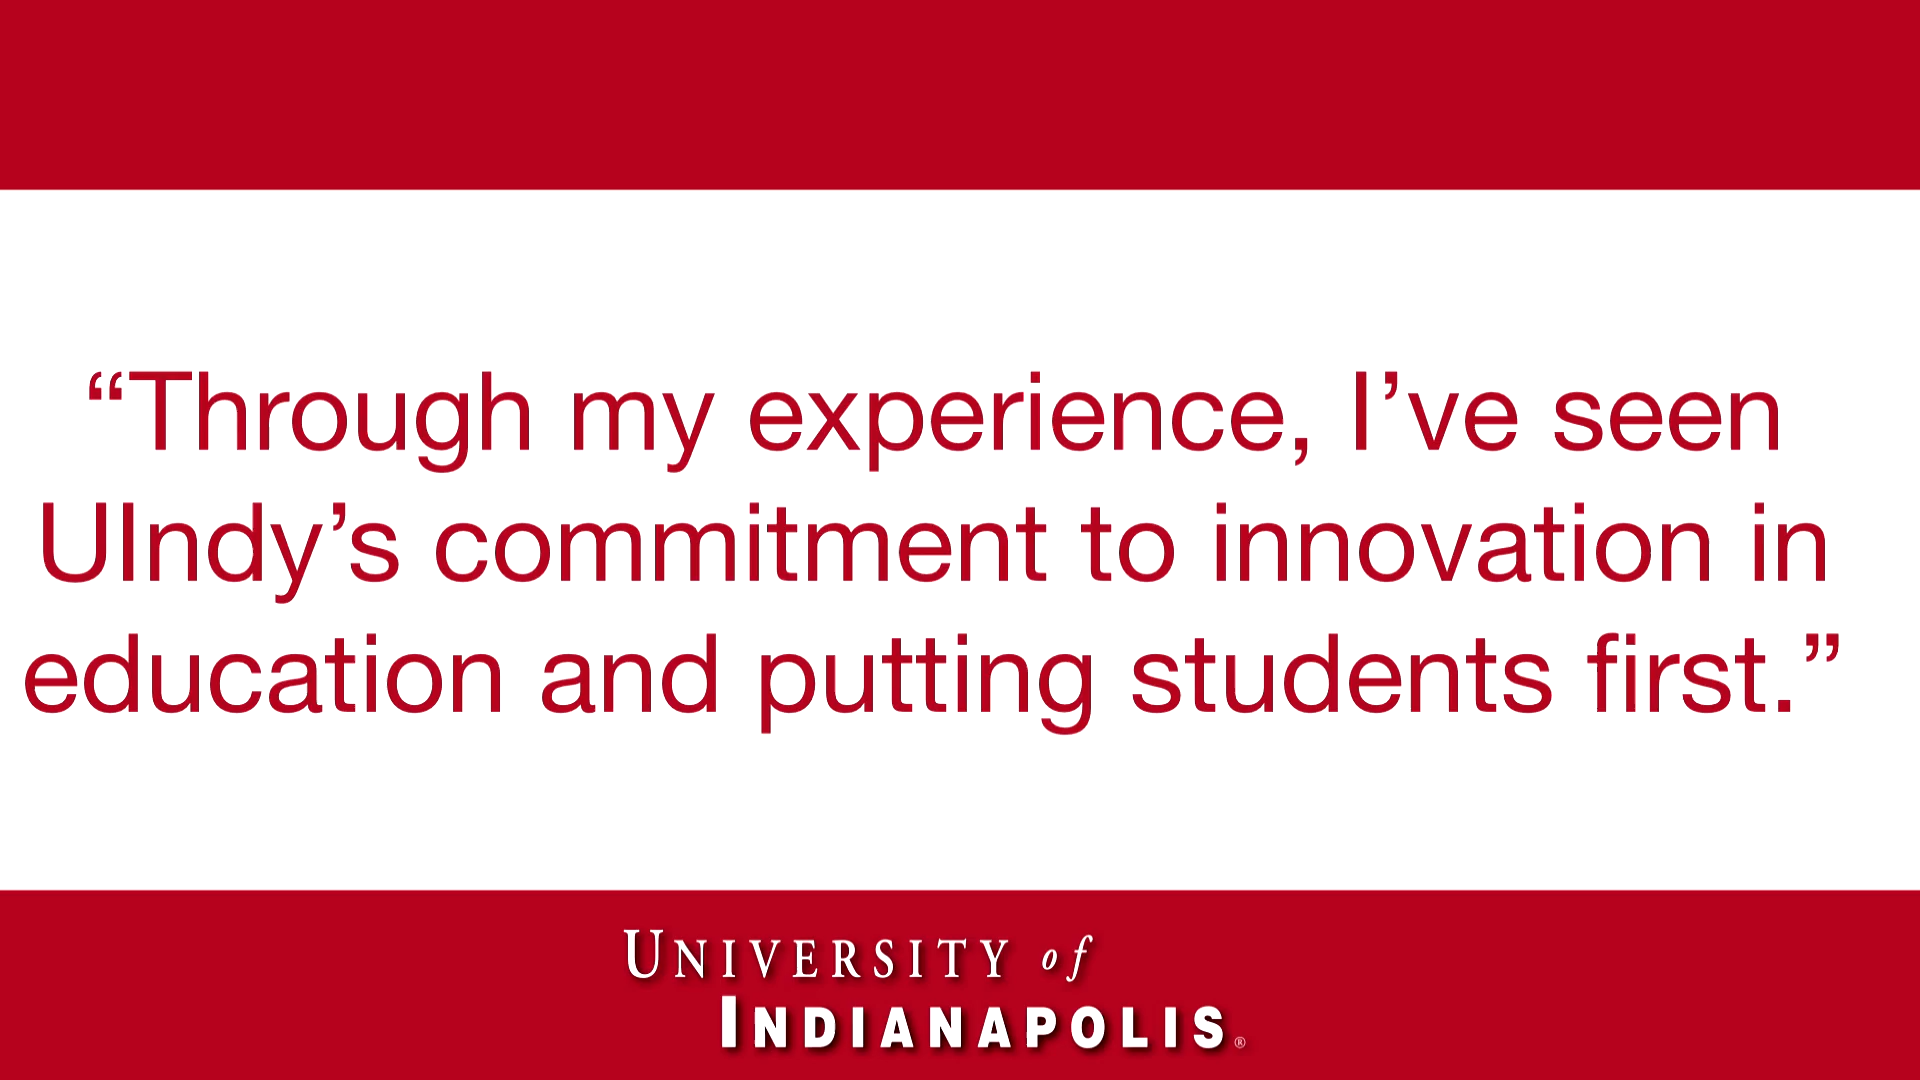 “Through my experience, I’ve seen
UIndy’s commitment to innovation in
education and putting students first.”
UNIVERSITY of
INDIANAPOLIS®